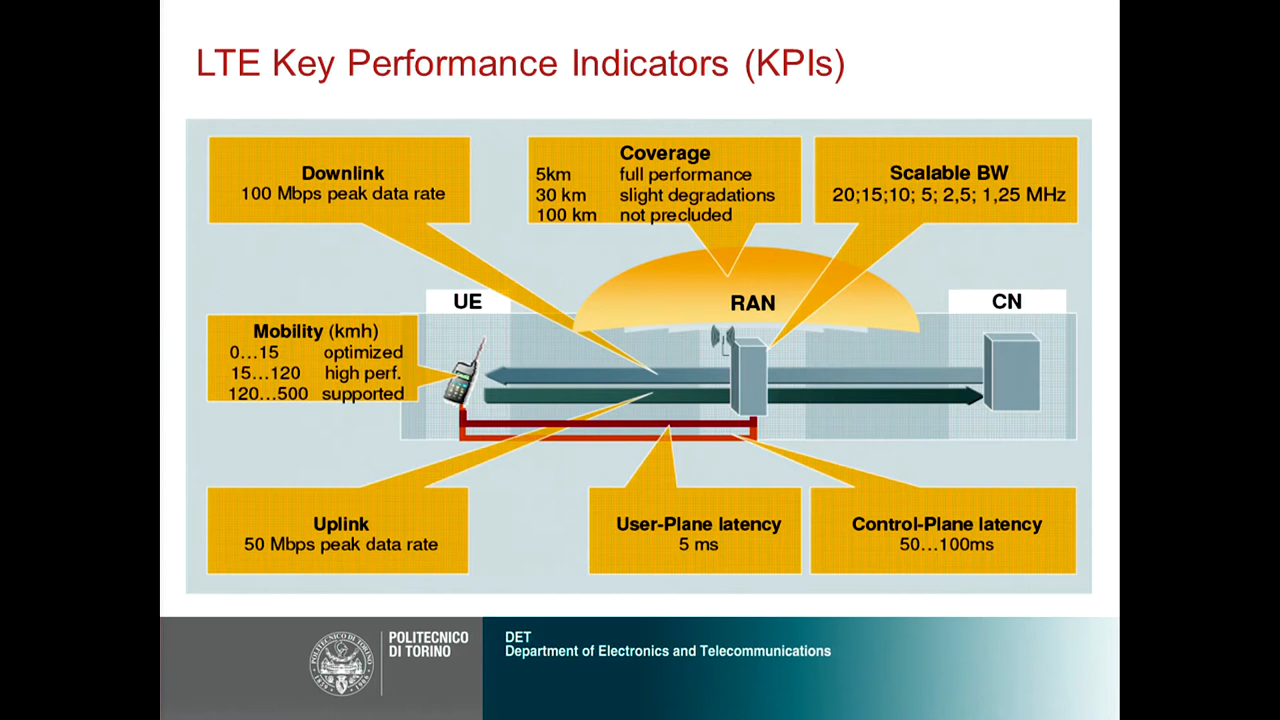 LTE Key Performance Indicators (KPIs)
Downlink
100 Mbps peak data rate
Coverage
5km full performance
30 km slight degradations
100 km not precluded
Scalable BW
20;15;10; 5; 2,5; 1,25 MHz
UE
RAN
CN
Mobility (kmh)
0...15 optimized
15...120 high perf.
120...500 supported
Uplink
50 Mbps peak data rate
User-Plane latency
5 ms
Control-Plane latency
50...100ms
POLITECNICO
DI TORINO
DET
Department of Electronics and Telecommunications